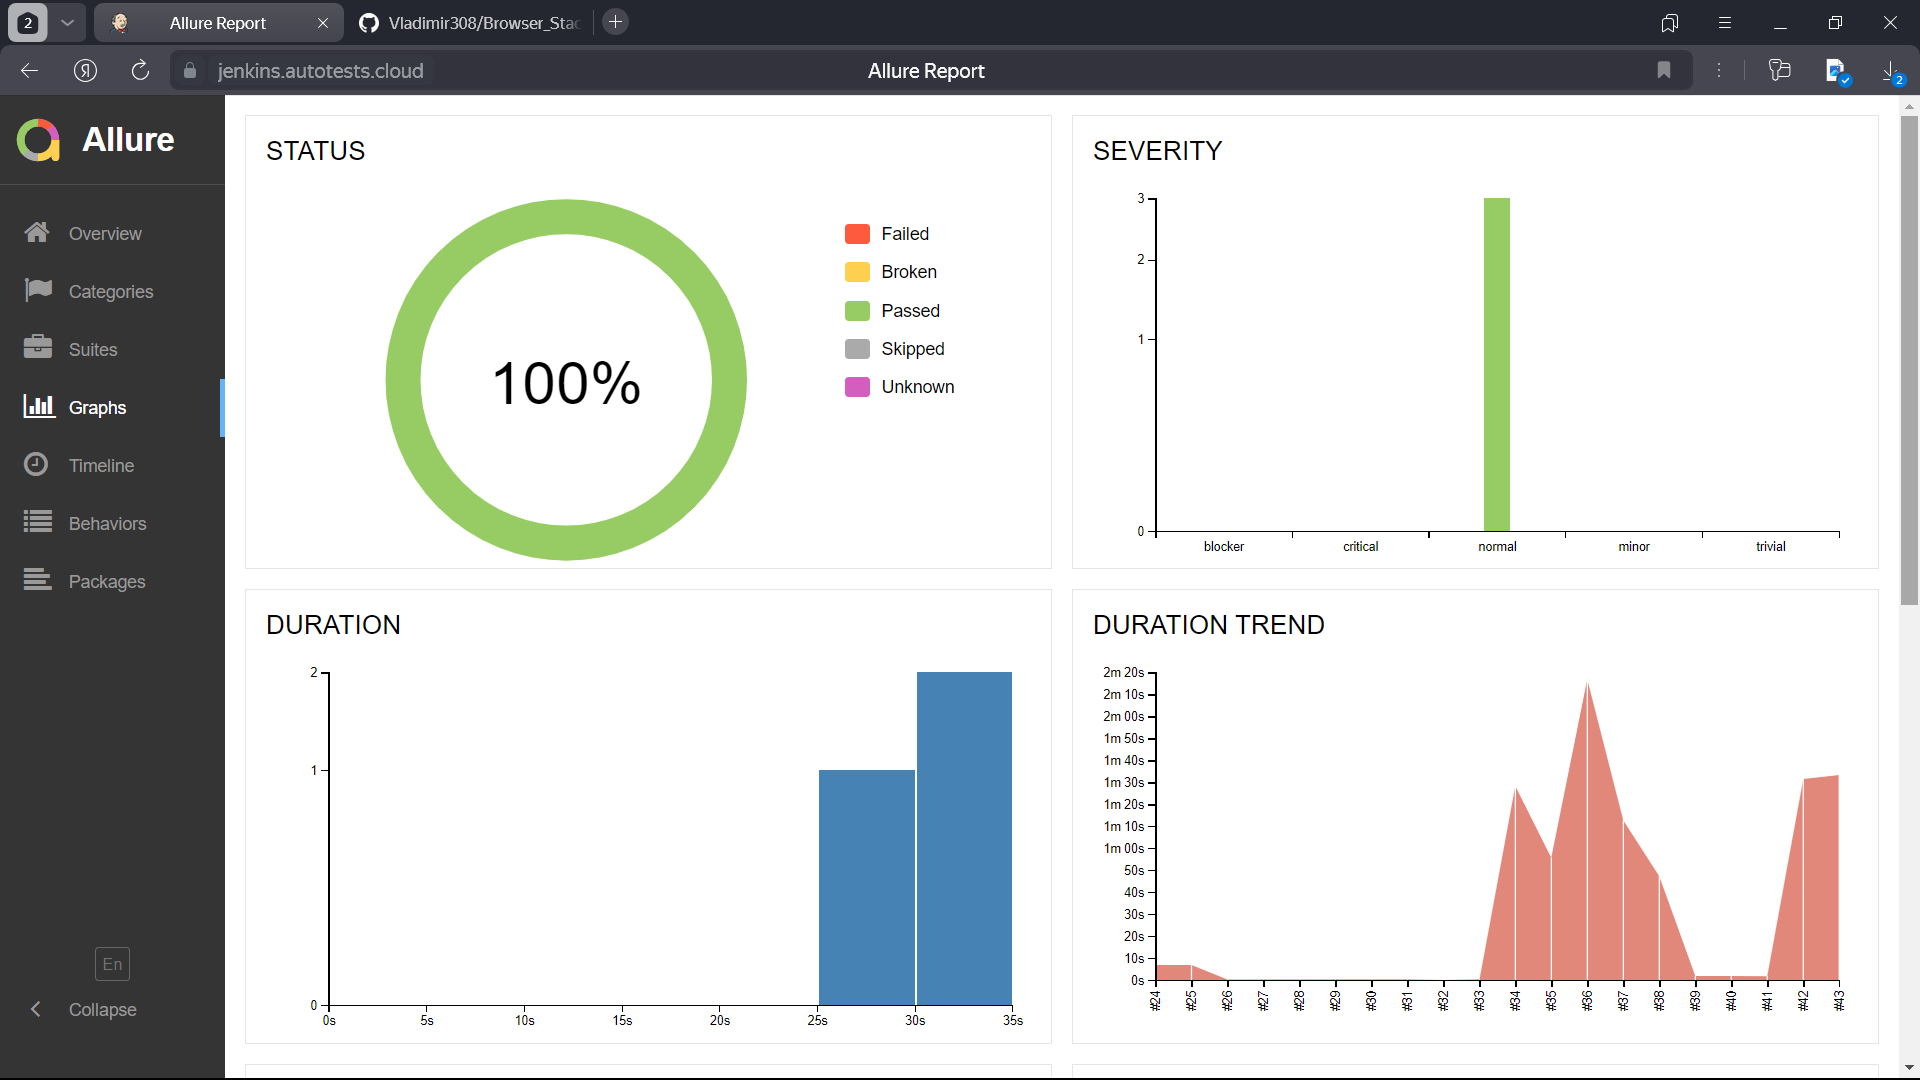 2
Allure Report
Vladimir308/Browser_Stac
Я
jenkins.autotests.cloud
Allure Report
2
Allure
Overview
Categories
Suites
Graphs
Timeline
Behaviors
Packages
En
Collapse
STATUS
100%
Failed
Broken
Passed
Skipped
Unknown
SEVERITY
3
2
1
0
blocker critical normal minor trivial
DURATION
2
1
0
0s 5s 10s 15s 20s 25s 30s 35s
DURATION TREND
2m 20s
2m 10s
2m 00s
1m 50s
1m 40s
1m 30s
1m 20s
1m 10s
1m 00s
50s
40s
30s
20s
10s
0s
#24 #25 #26 #27 #28 #29 #30 #31 #32 #33 #34 #35 #36 #37 #38 #39 #40 #41 #42 #43